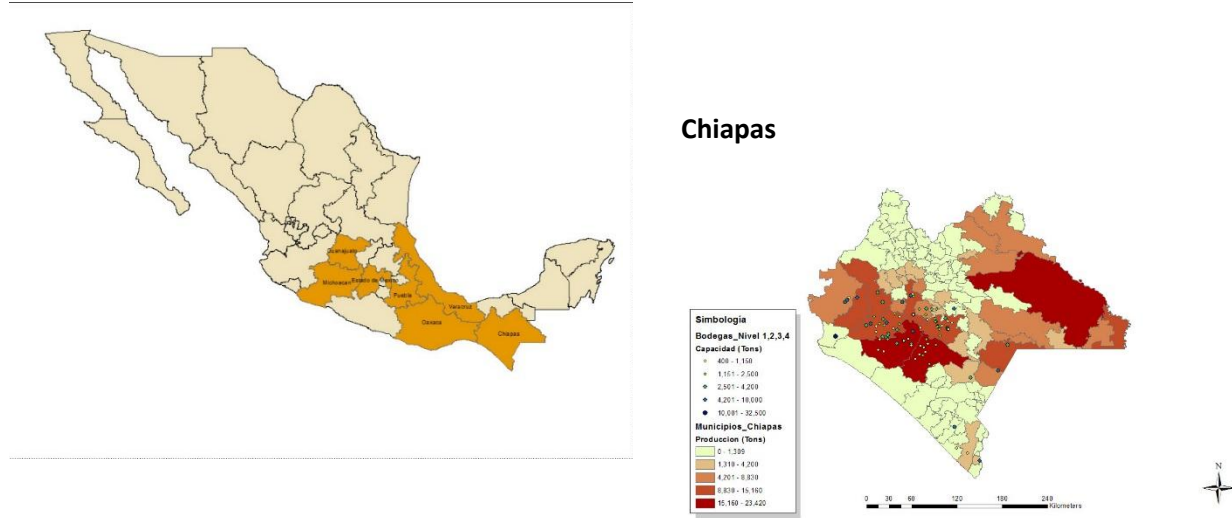 Guanajuato
Michoacan
Estado de Mexico
Puebla
Veracruz
Oaxaca
Chiapas
Chiapas
Simbologia
Bodegas_Nivel 1,2,3,4
Capacidad (Tons)
400 - 1,150
1,151 - 2,500
2,501 - 4,200
4,201 - 10,000
10,001 - 32,500
Municipios_Chiapas
Produccion (Tons)
0 - 1,309
1,310 - 4,200
4,201 - 8,830
8,830 - 15,160
15,160 - 23,420
0 30 60 120 180 240
Kilometers
N